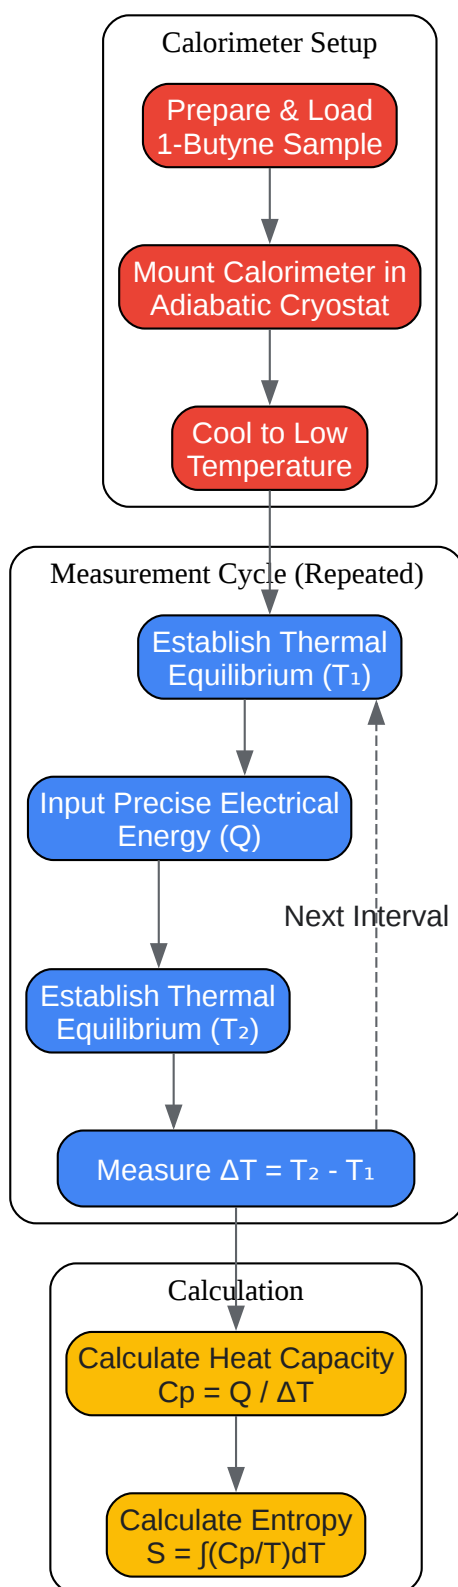 Calorimeter Setup
Prepare & Load
1-Butyne Sample
Mount Calorimeter in
Adiabatic Cryostat
Cool to Low
Temperature
Measurement Cycle (Repeated)
Establish Thermal
Equilibrium (T₁)
Input Precise Electrical
Energy (Q)
Next Interval
Establish Thermal
Equilibrium (T₂)
Measure ΔT = T₂ - T₁
Calculation
Calculate Heat Capacity
Cp = Q / ΔT
Calculate Entropy
S = ∫(Cp/T)dT